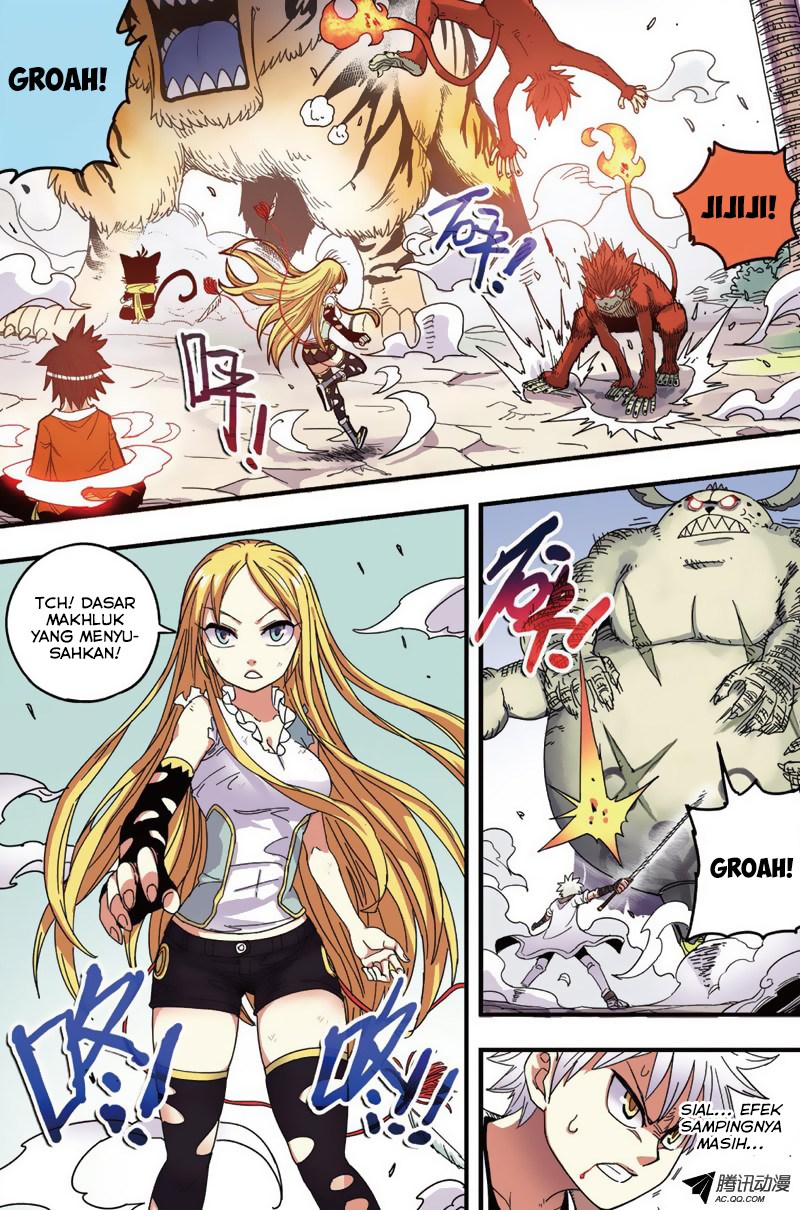 GROAH!
JIJIJI!
砰!
呼!!
TCH! DASAR
MAKHLUK
YANG MENYU-
SAHKAN!
砰!
GROAH!
咚! 咚!!!
SIAL... EFEK
SAMPINGNYA
MASIH...
腾讯动漫
AC.QQ.COM